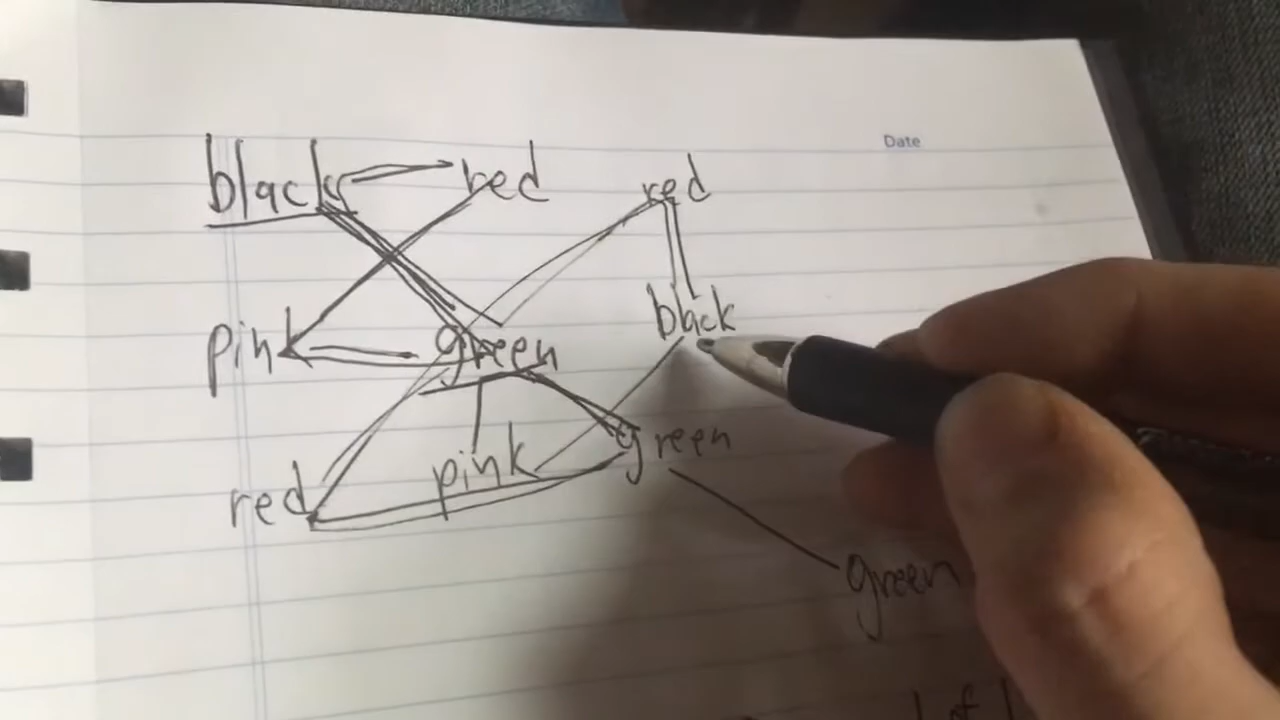 Date
black red red
black
pink green
green
red pink
green